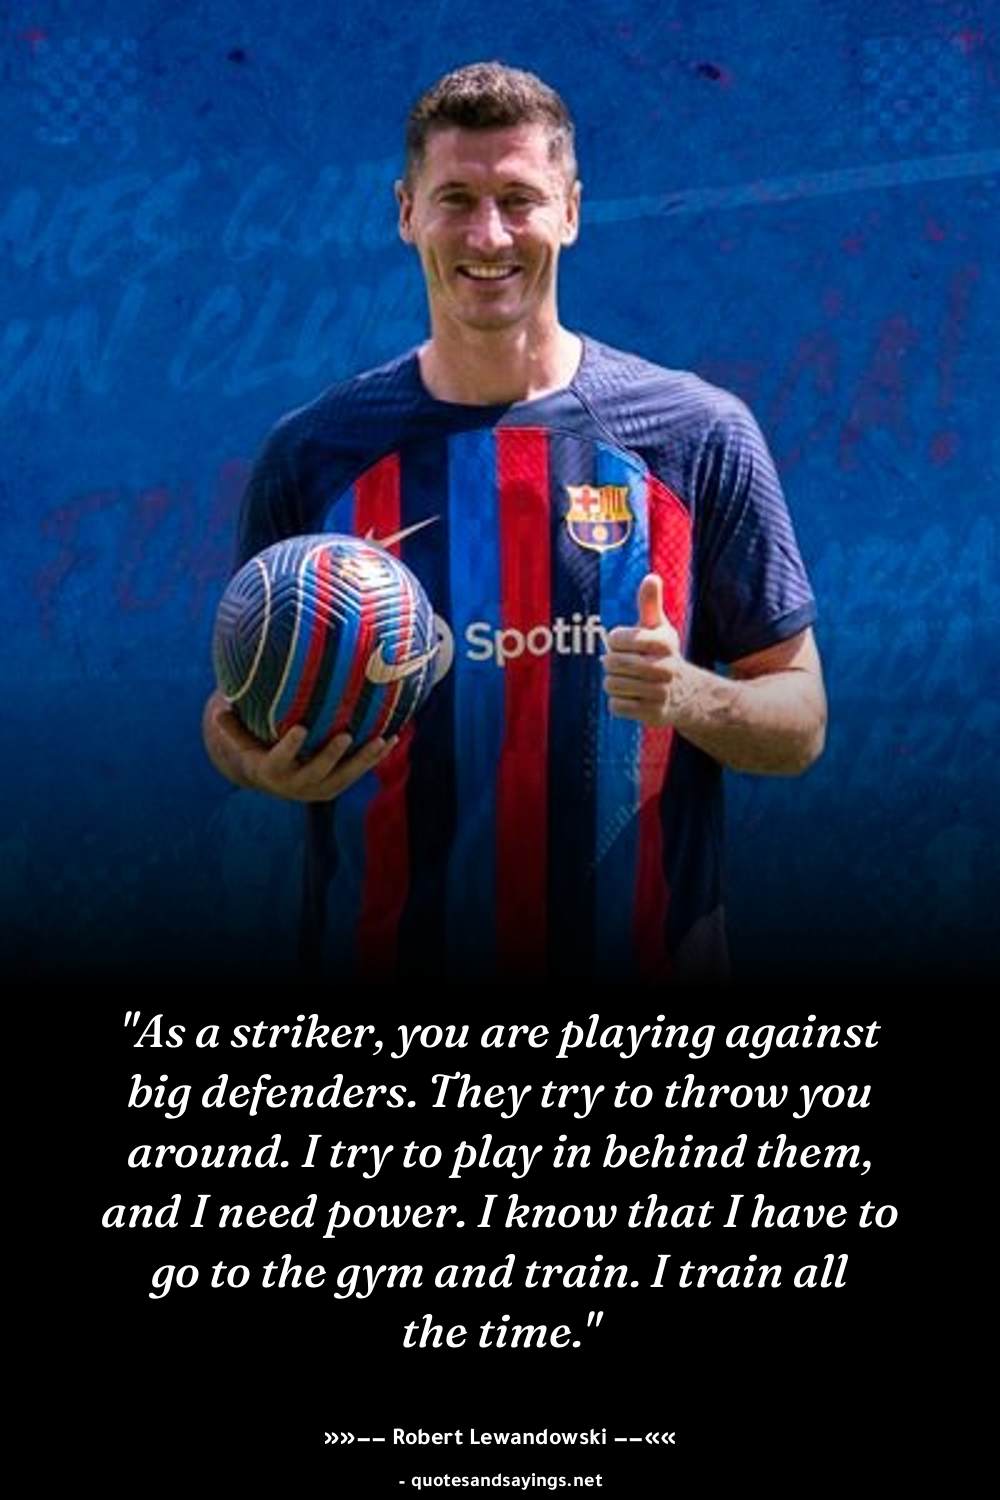 Spotify
"As a striker, you are playing against
big defenders. They try to throw you
around. I try to play in behind them,
and I need power. I know that I have to
go to the gym and train. I train all
the time."
»»−− Robert Lewandowski −−««
- quotesandsayings.net